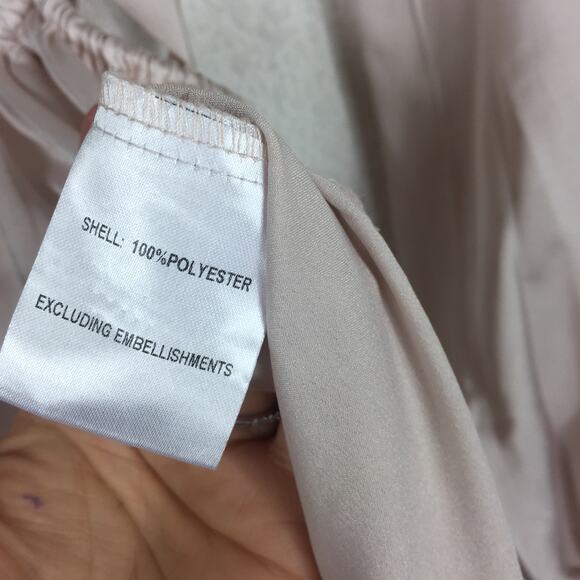 SHELL: 100%POLYESTER
EXCLUDING EMBELLISHMENTS